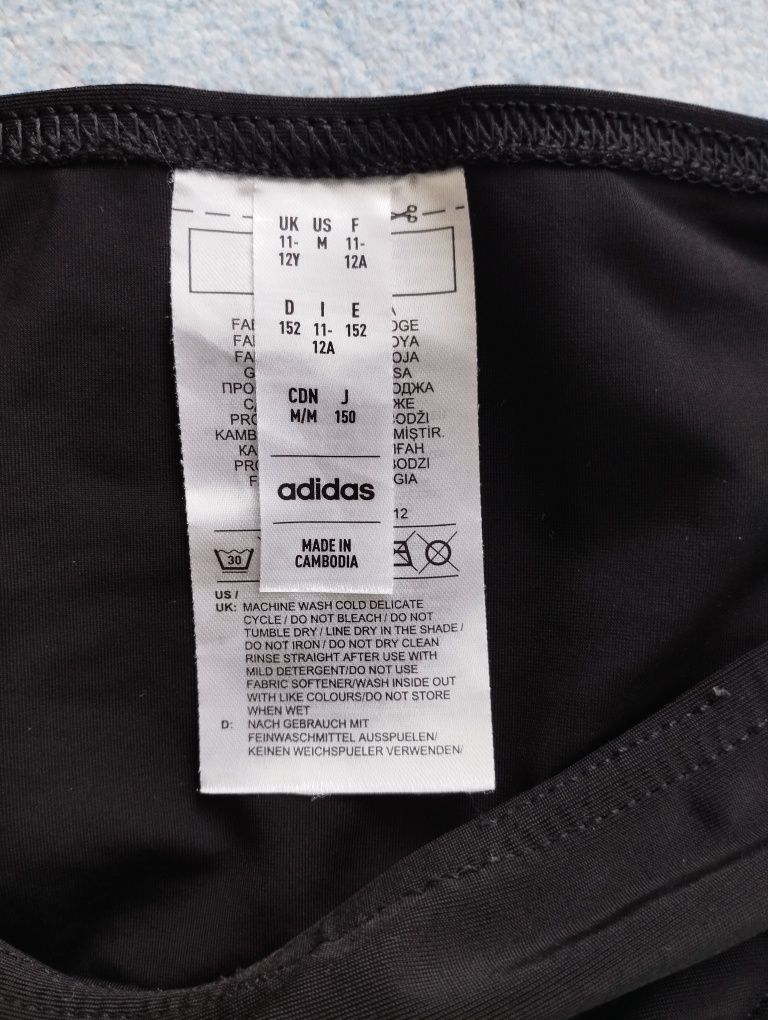 UK US F
11- M 11-
12Y 12A
D I E
152 11- 152
12A
CDN J
M/M 150
adidas
MADE IN
CAMBODIA
12
30
US /
UK: MACHINE WASH COLD DELICATE
CYCLE / DO NOT BLEACH / DO NOT
TUMBLE DRY / LINE DRY IN THE SHADE /
DO NOT IRON / DO NOT DRY CLEAN
RINSE STRAIGHT AFTER USE WITH
MILD DETERGENT/DO NOT USE
FABRIC SOFTENER/WASH INSIDE OUT
WITH LIKE COLOURS/DO NOT STORE
WHEN WET
D: NACH GEBRAUCH MIT
FEINWASCHMITTEL AUSSPUELEN/
KEINEN WEICHSPUELER VERWENDEN/